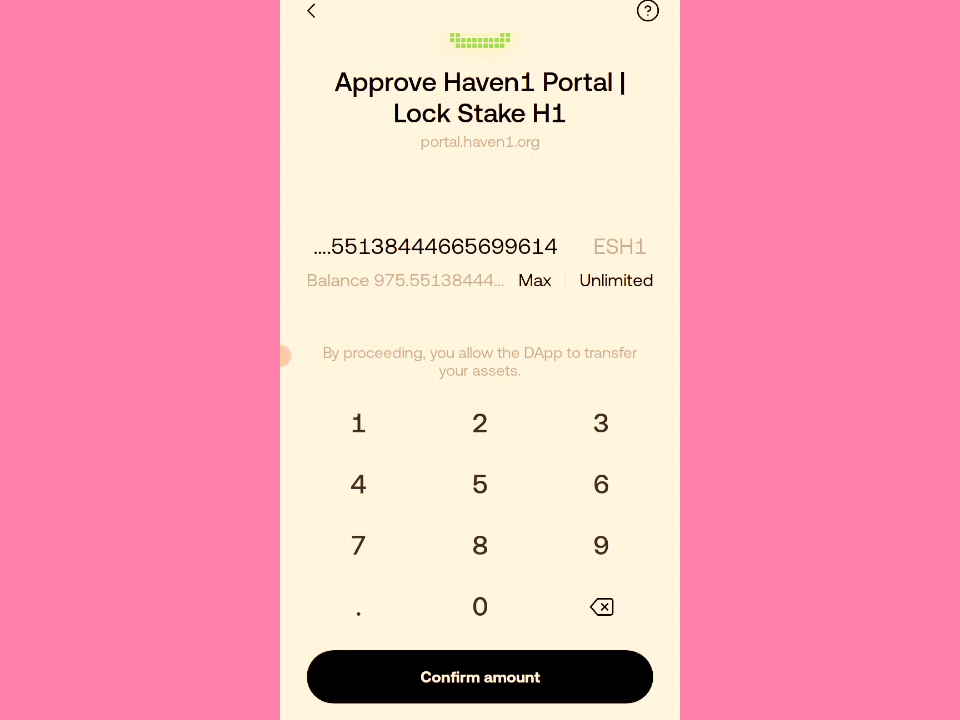 ?
Approve Haven1 Portal |
Lock Stake H1
portal.haven1.org
....55138444665699614 ESH1
Balance 975.55138444... Max Unlimited
By proceeding, you allow the DApp to transfer
your assets.
1 2 3
4 5 6
7 8 9
. 0
Confirm amount